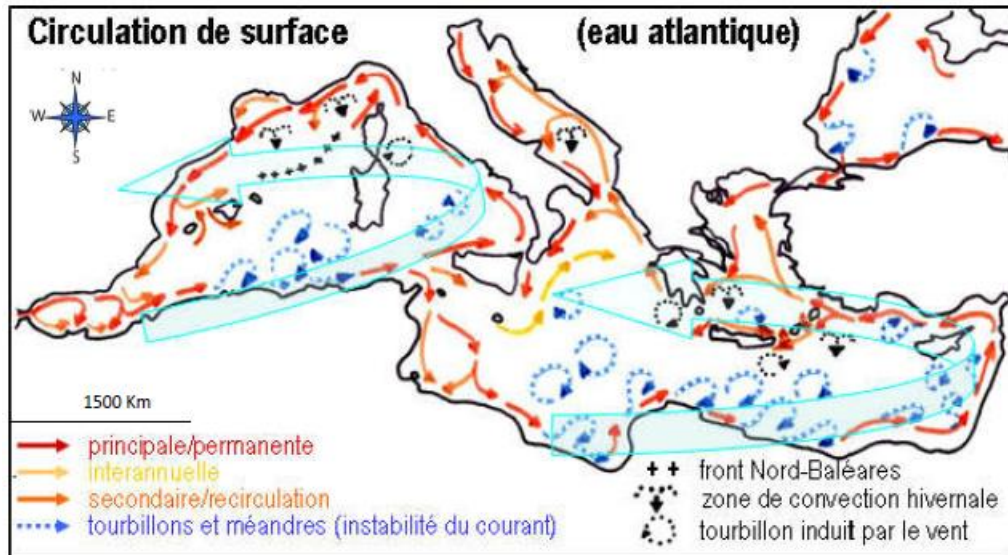 Circulation de surface (eau atlantique)
N
W E
S
1500 Km
principale/permanente
interannuelle
secondaire/recirculation
tourbillons et méandres (instabilité du courant)
front Nord-Baléares
zone de convection hivernale
tourbillon induit par le vent